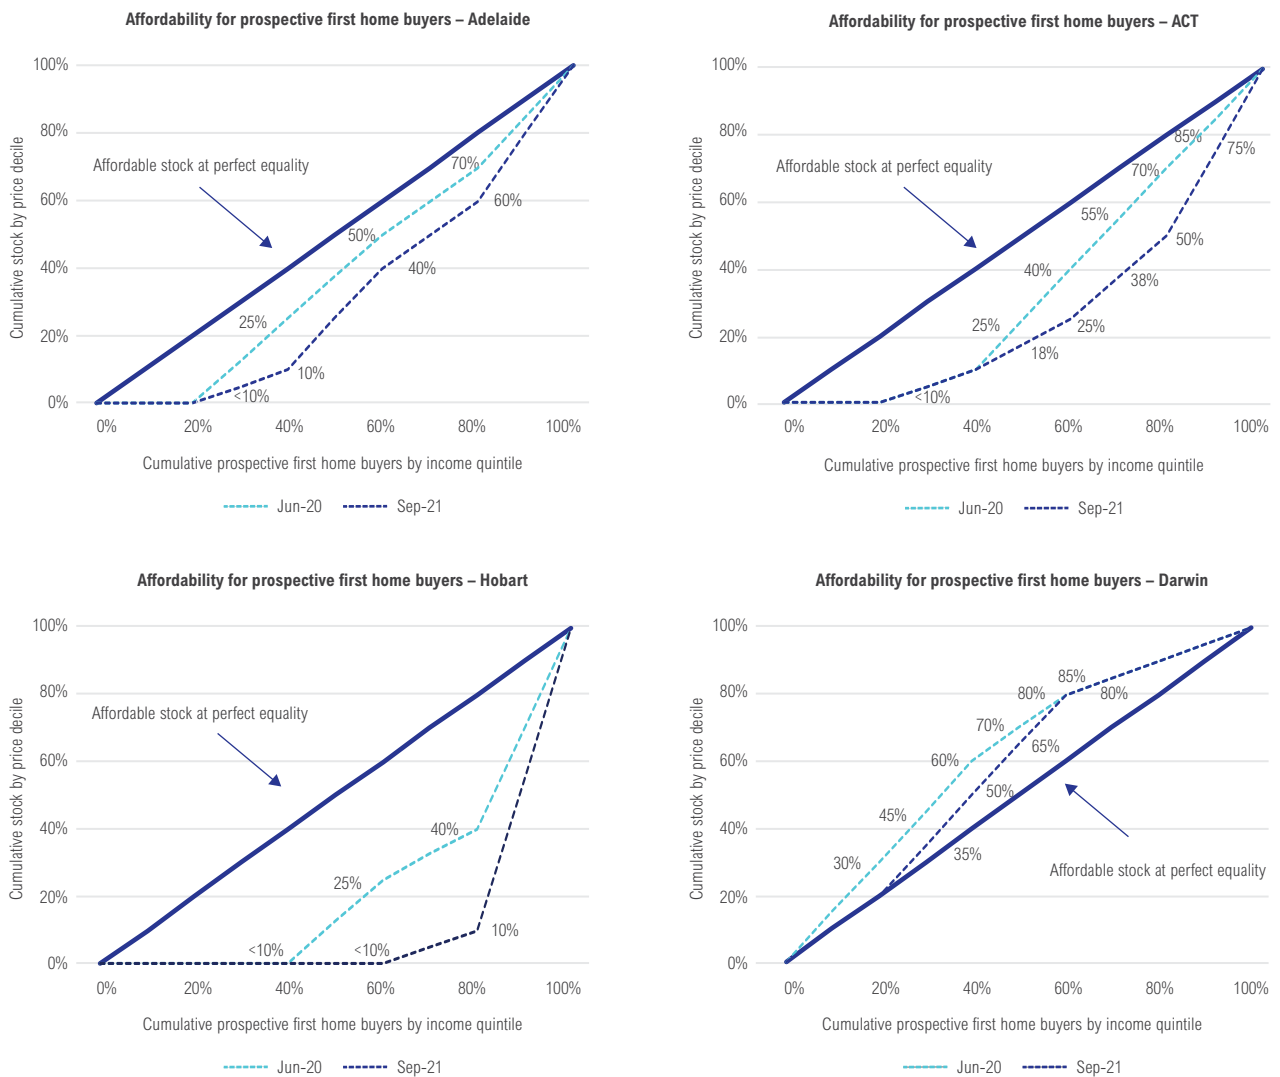 Affordability for prospective first home buyers – Adelaide
100%
80%
60%
40%
20%
0%
Cumulative stock by price decile
Affordable stock at perfect equality
70%
60%
50%
40%
25%
10%
<10%
0% 20% 40% 60% 80% 100%
Cumulative prospective first home buyers by income quintile
Jun-20 Sep-21
Affordability for prospective first home buyers – ACT
100%
80%
60%
40%
20%
0%
Cumulative stock by price decile
Affordable stock at perfect equality
85%
75%
70%
55%
50%
40%
38%
25%
25%
18%
<10%
0% 20% 40% 60% 80% 100%
Cumulative prospective first home buyers by income quintile
Jun-20 Sep-21
Affordability for prospective first home buyers – Hobart
100%
80%
60%
40%
20%
0%
Cumulative stock by price decile
Affordable stock at perfect equality
40%
25%
10%
<10% <10%
0% 20% 40% 60% 80% 100%
Cumulative prospective first home buyers by income quintile
Jun-20 Sep-21
Affordability for prospective first home buyers – Darwin
100%
80%
60%
40%
20%
0%
Cumulative stock by price decile
85%
80% 80%
70%
65%
60%
50%
45%
35%
30%
Affordable stock at perfect equality
0% 20% 40% 60% 80% 100%
Cumulative prospective first home buyers by income quintile
Jun-20 Sep-21